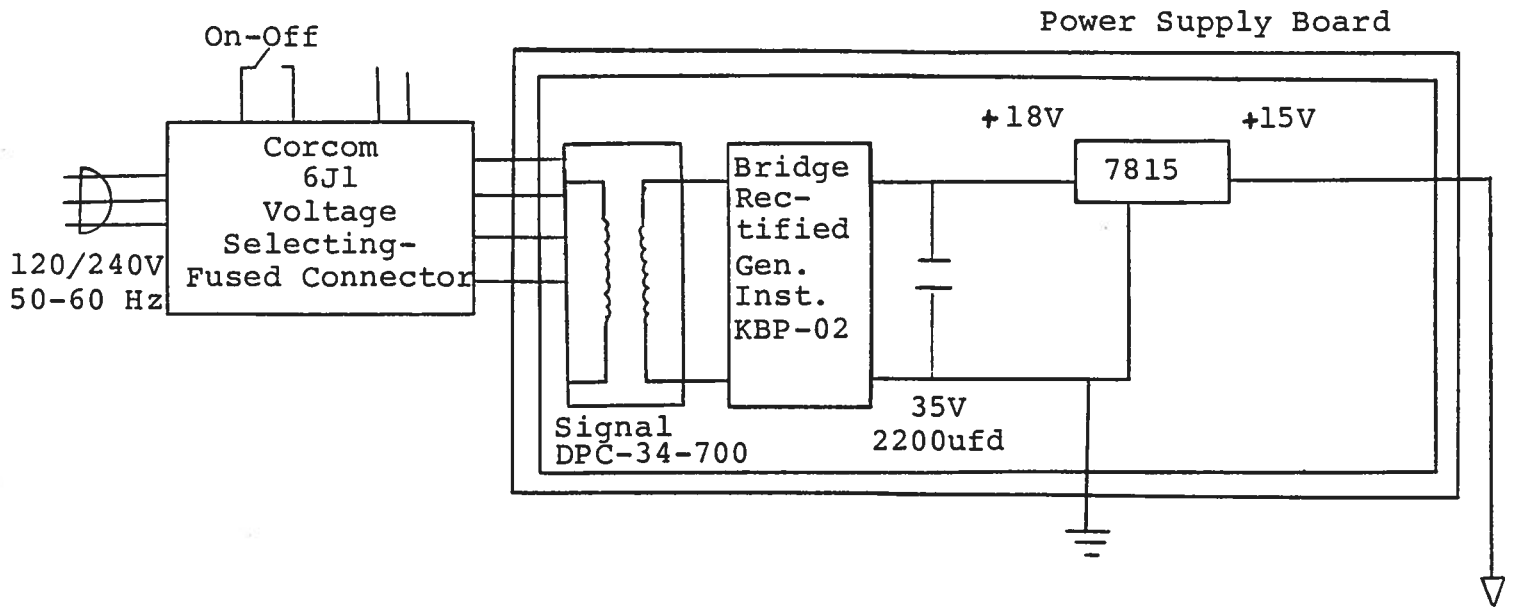 Power Supply Board
On-Off
+18V
+15V
Corcom
6J1
Voltage
Selecting-
Fused Connector
120/240V
50-60 Hz
Bridge
Rec-
tified
Gen.
Inst.
KBP-02
7815
Signal
DPC-34-700
35V
2200ufd